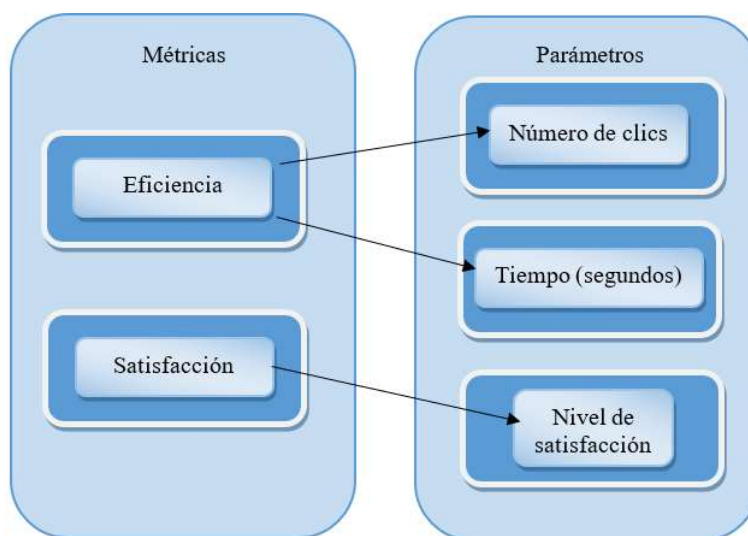 Métricas
Eficiencia
Satisfacción
Parámetros
Número de clics
Tiempo (segundos)
Nivel de
satisfacción